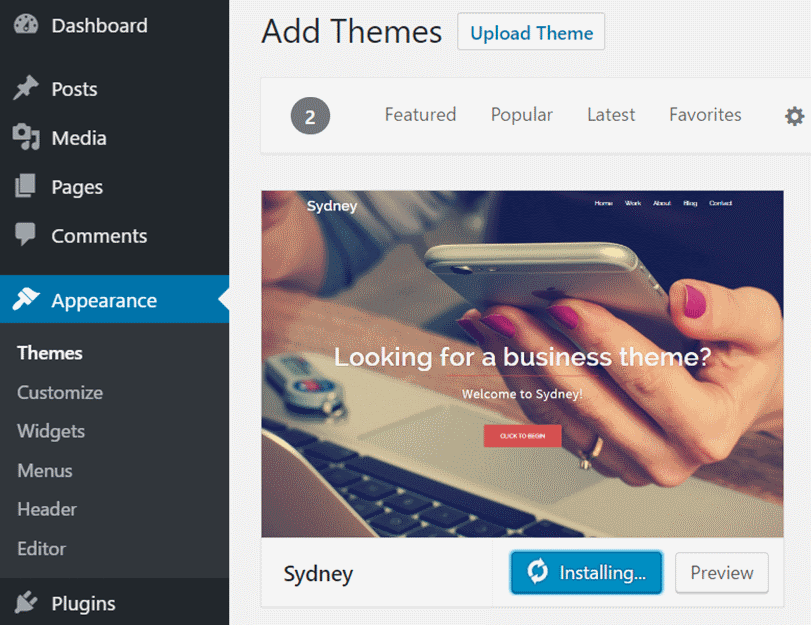 Dashboard
Posts
Media
Pages
Comments
Appearance
Themes
Customize
Widgets
Menus
Header
Editor
Plugins
Add Themes Upload Theme
2 Featured Popular Latest Favorites
Sydney Home Work About Blog Contact
Looking for a business theme?
Welcome to Sydney!
CLICK TO BEGIN
Sydney Installing... Preview